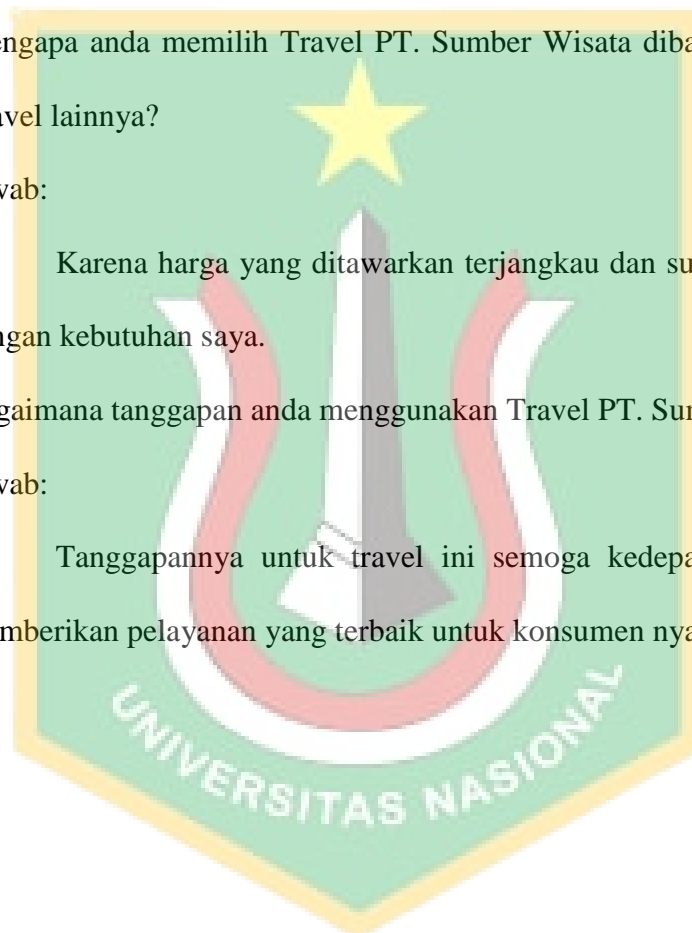 engapa anda memilih Travel PT. Sumber Wisata diba
avel lainnya?
wab:
Karena harga yang ditawarkan terjangkau dan su
ngan kebutuhan saya.
gaimana tanggapan anda menggunakan Travel PT. Sum
wab:
Tanggapannya untuk travel ini semoga kedepa
mberikan pelayanan yang terbaik untuk konsumen nya
UNIVERSITAS NASIONAL